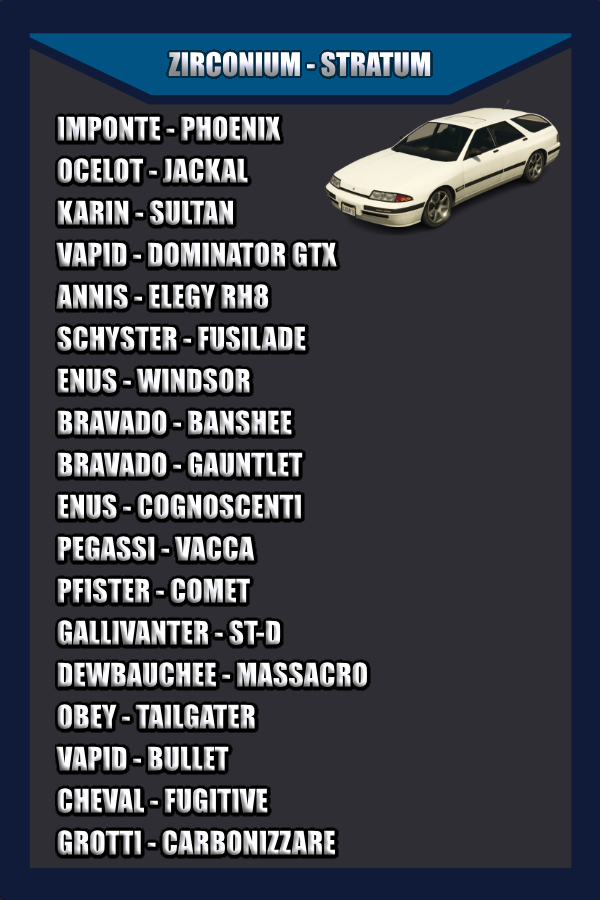 ZIRCONIUM - STRATUM
IMPONTE - PHOENIX
OCELOT - JACKAL
KARIN - SULTAN
VAPID - DOMINATOR GTX
ANNIS - ELEGY RH8
SCHYSTER - FUSILADE
ENUS - WINDSOR
BRAVADO - BANSHEE
BRAVADO - GAUNTLET
ENUS - COGNOSCENTI
PEGASSI - VACCA
PFISTER - COMET
GALLIVANTER - ST-D
DEWBAUCHEE - MASSACRO
OBEY - TAILGATER
VAPID - BULLET
CHEVAL - FUGITIVE
GROTTI - CARBONIZZARE